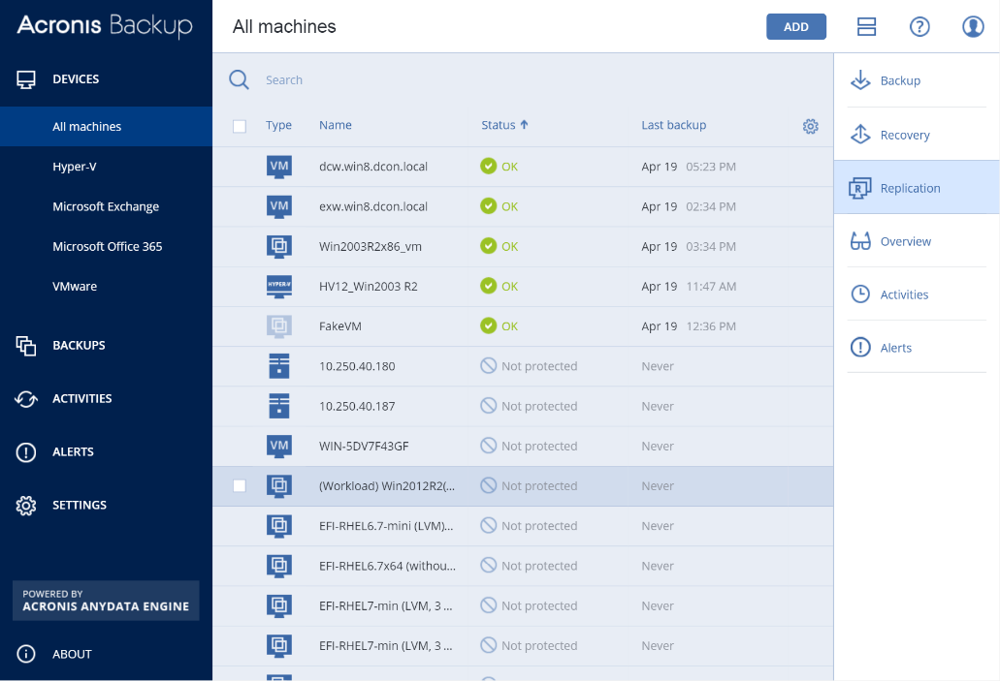 Acronis Backup
All machines
ADD
DEVICES
All machines
Hyper-V
Microsoft Exchange
Microsoft Office 365
VMware
BACKUPS
ACTIVITIES
ALERTS
SETTINGS
POWERED BY
ACRONIS ANYDATA ENGINE
ABOUT
Search
Type Name Status Last backup
VM dcw.win8.dcon.local OK Apr 19 05:23 PM
VM exw.win8.dcon.local OK Apr 19 02:34 PM
Win2003R2x86_vm OK Apr 19 03:34 PM
HYPER-V HV12_Win2003 R2 OK Apr 19 11:47 AM
FakeVM OK Apr 19 12:36 PM
10.250.40.180 Not protected Never
10.250.40.187 Not protected Never
VM WIN-5DV7F43GF Not protected Never
(Workload) Win2012R2(... Not protected Never
EFI-RHEL6.7-mini (LVM)... Not protected Never
EFI-RHEL6.7x64 (withou... Not protected Never
EFI-RHEL7-min (LVM, 3 ... Not protected Never
EFI-RHEL7-min (LVM, 3 ... Not protected Never
Backup
Recovery
R Replication
Overview
Activities
Alerts